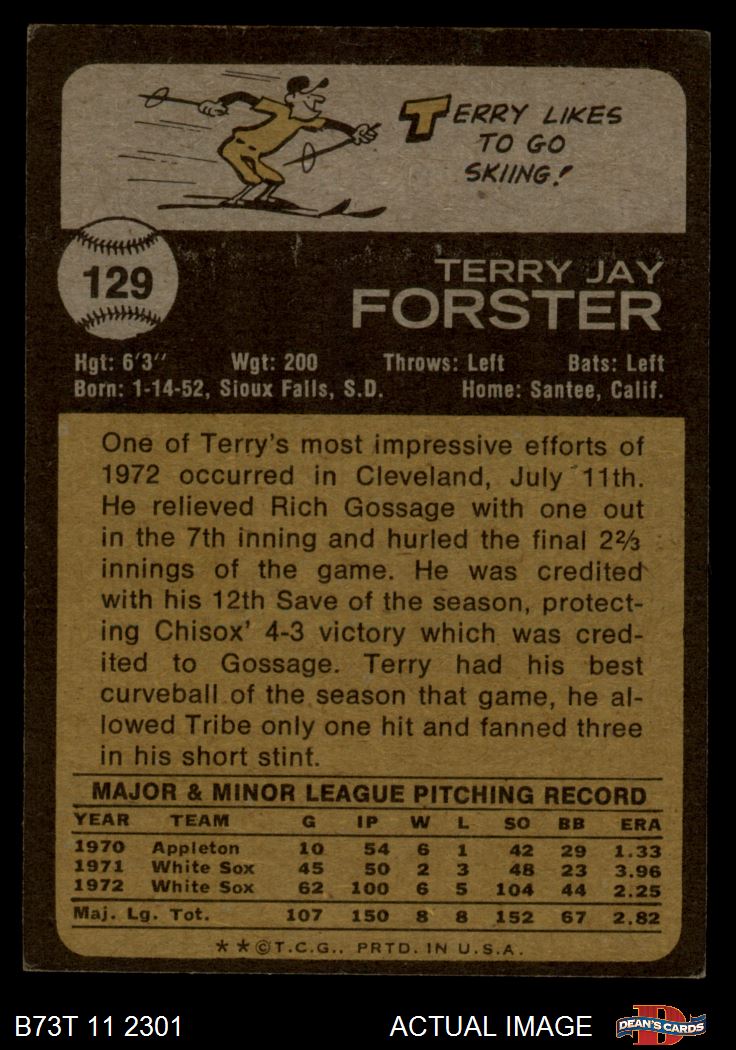 TERRY LIKES
TO GO
SKIING!
129
TERRY JAY
FORSTER
Hgt: 6'3" Wgt: 200 Throws: Left Bats: Left
Born: 1-14-52, Sioux Falls, S.D. Home: Santee, Calif.
One of Terry's most impressive efforts of
1972 occurred in Cleveland, July 11th.
He relieved Rich Gossage with one out
in the 7th inning and hurled the final 2⅔
innings of the game. He was credited
with his 12th Save of the season, protect-
ing Chisox' 4-3 victory which was cred-
ited to Gossage. Terry had his best
curveball of the season that game, he al-
lowed Tribe only one hit and fanned three
in his short stint.
MAJOR & MINOR LEAGUE PITCHING RECORD
YEAR TEAM G IP W L SO BB ERA
1970 Appleton 10 54 6 1 42 29 1.33
1971 White Sox 45 50 2 3 48 23 3.96
1972 White Sox 62 100 6 5 104 44 2.25
Maj. Lg. Tot. 107 150 8 8 152 67 2.82
**©T.C.G.. PRTD. IN U.S.A.
B73T 11 2301 ACTUAL IMAGE D DEAN'S CARDS